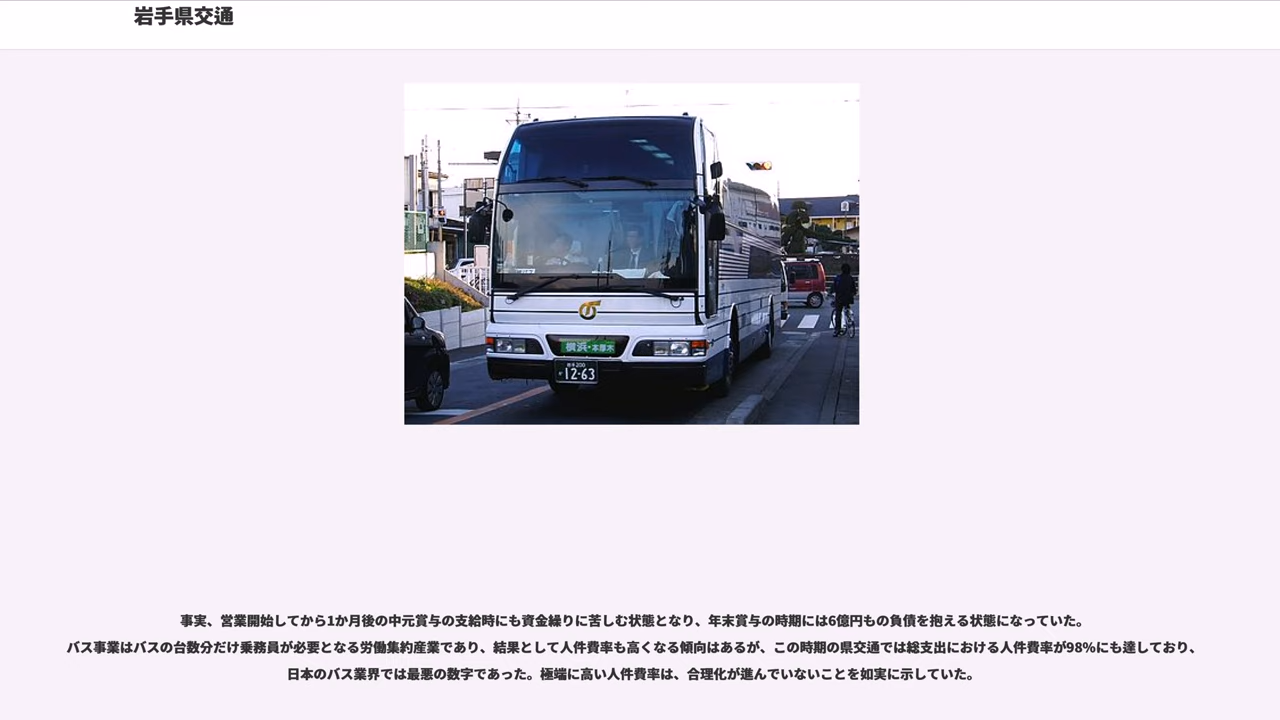 岩手県交通
横浜・本厚木
岩手200
12-63
事実、営業開始してから1か月後の中元賞与の支給時にも資金繰りに苦しむ状態となり、年末賞与の時期には6億円もの負債を抱える状態になっていた。
バス事業はバスの台数分だけ乗務員が必要となる労働集約産業であり、結果として人件費率も高くなる傾向はあるが、この時期の県交通では総支出における人件費率が98%にも達しており、
日本のバス業界では最悪の数字であった。極端に高い人件費率は、合理化が進んでいないことを如実に示していた。